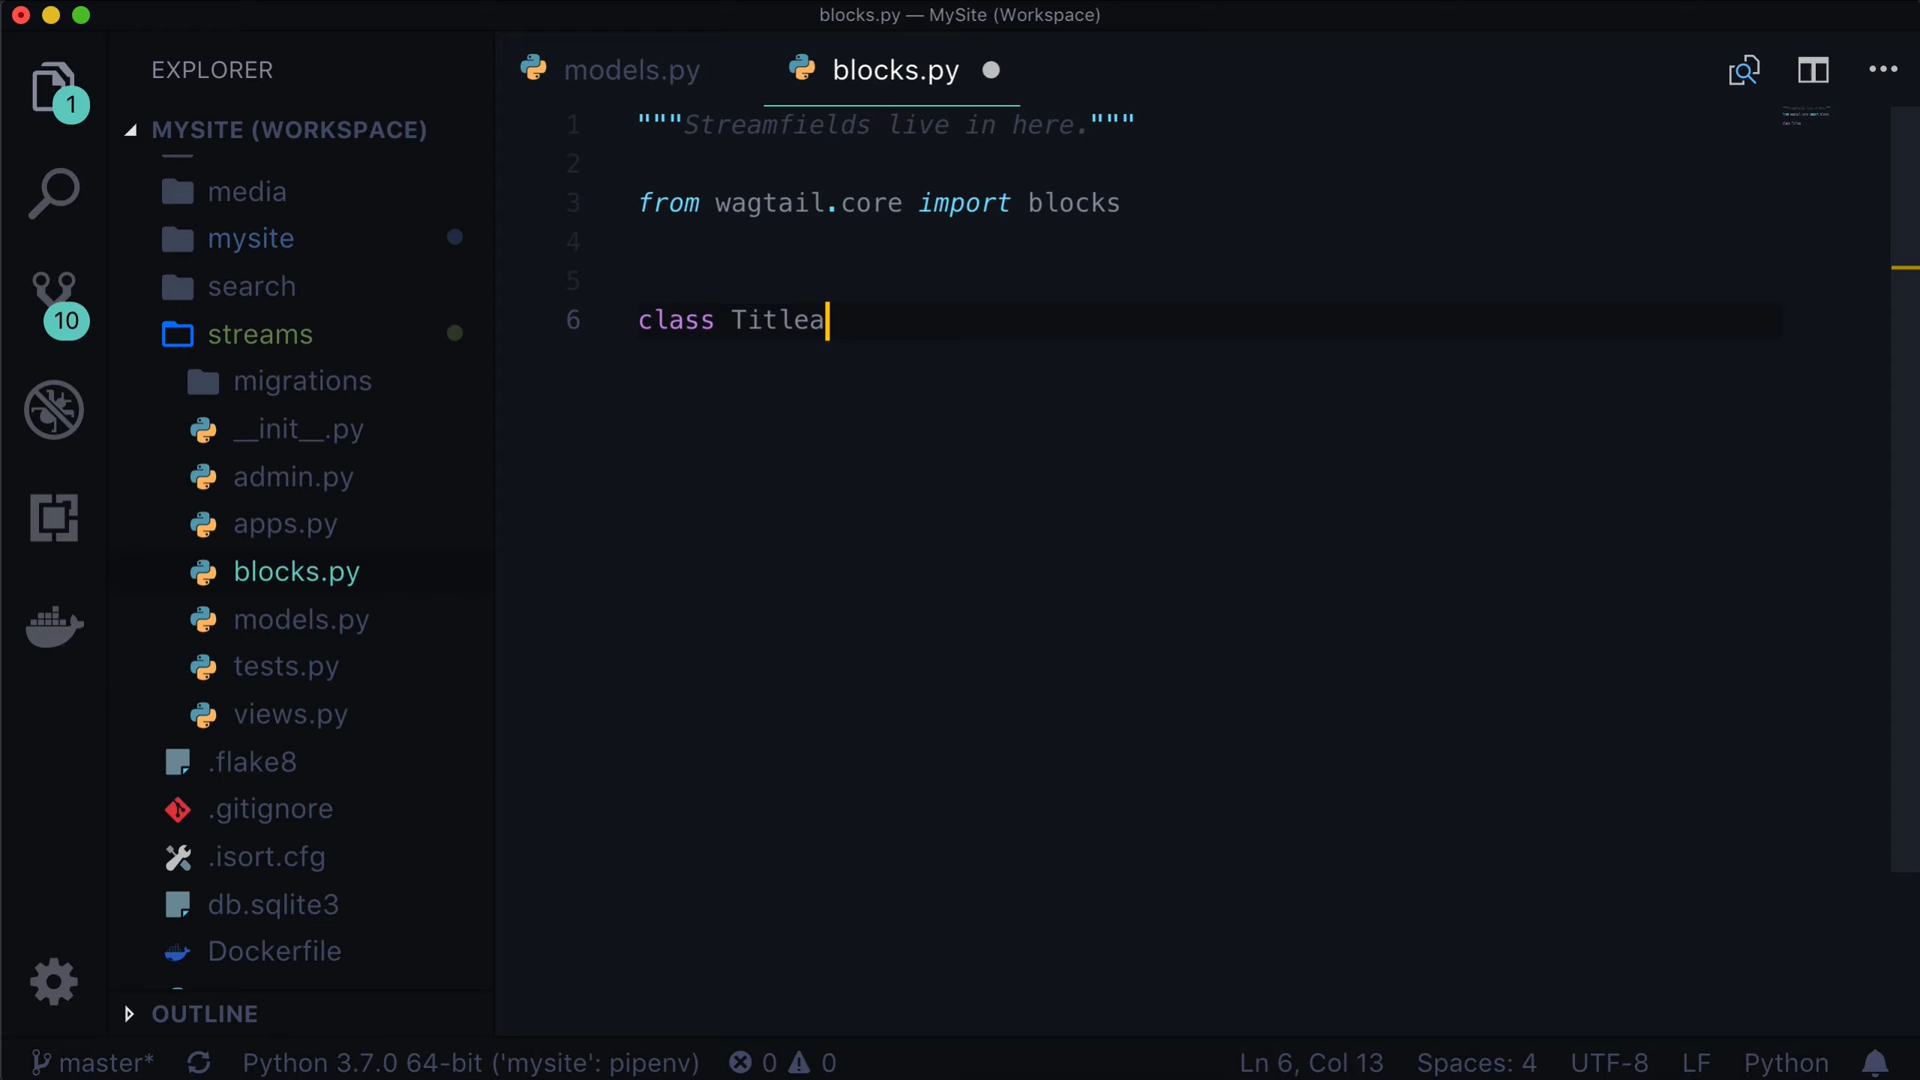 blocks.py — MySite (Workspace)
EXPLORER
models.py
blocks.py
1
MYSITE (WORKSPACE)
media
mysite
search
10
streams
migrations
__init__.py
admin.py
apps.py
blocks.py
models.py
tests.py
views.py
.flake8
.gitignore
.isort.cfg
db.sqlite3
Dockerfile
OUTLINE
1 """Streamfields live in here."""
2
3 from wagtail.core import blocks
4
5
6 class Titlea
master* Python 3.7.0 64-bit ('mysite': pipenv) 0 0 Ln 6, Col 13 Spaces: 4 UTF-8 LF Python